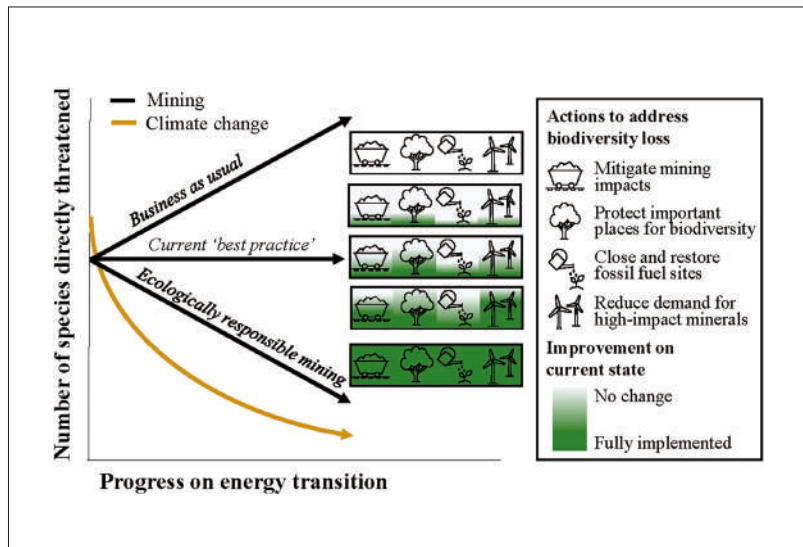 Mining
Climate change
Number of species directly threatened
Business as usual
Current ‘best practice’
Ecologically responsible mining
Progress on energy transition
Actions to address
biodiversity loss
Mitigate mining
impacts
Protect important
places for biodiversity
Close and restore
fossil fuel sites
Reduce demand for
high-impact minerals
Improvement on
current state
No change
Fully implemented